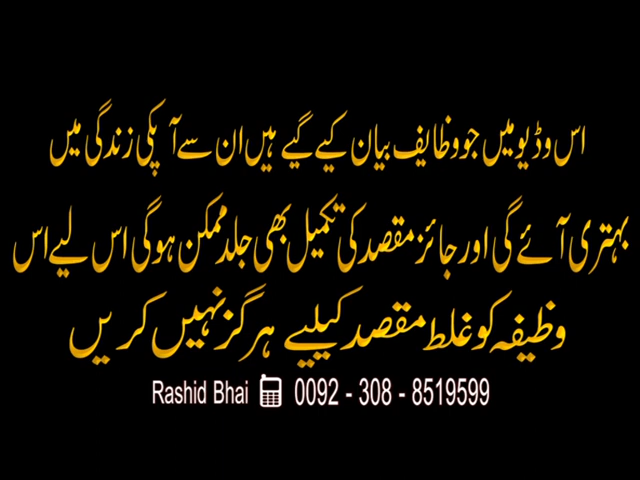 اس وڈیو میں جو وظایف بیان کیے گیے ہیں ان سے آپکی زندگی میں
بہتری آئے گی اور جائز مقصد کی تکمیل بھی جلد ممکن ہوگی اس لیے اس
وظیفہ کو غلط مقصد کیلیے ہرگز نہیں کریں
Rashid Bhai 0092 - 308 - 8519599